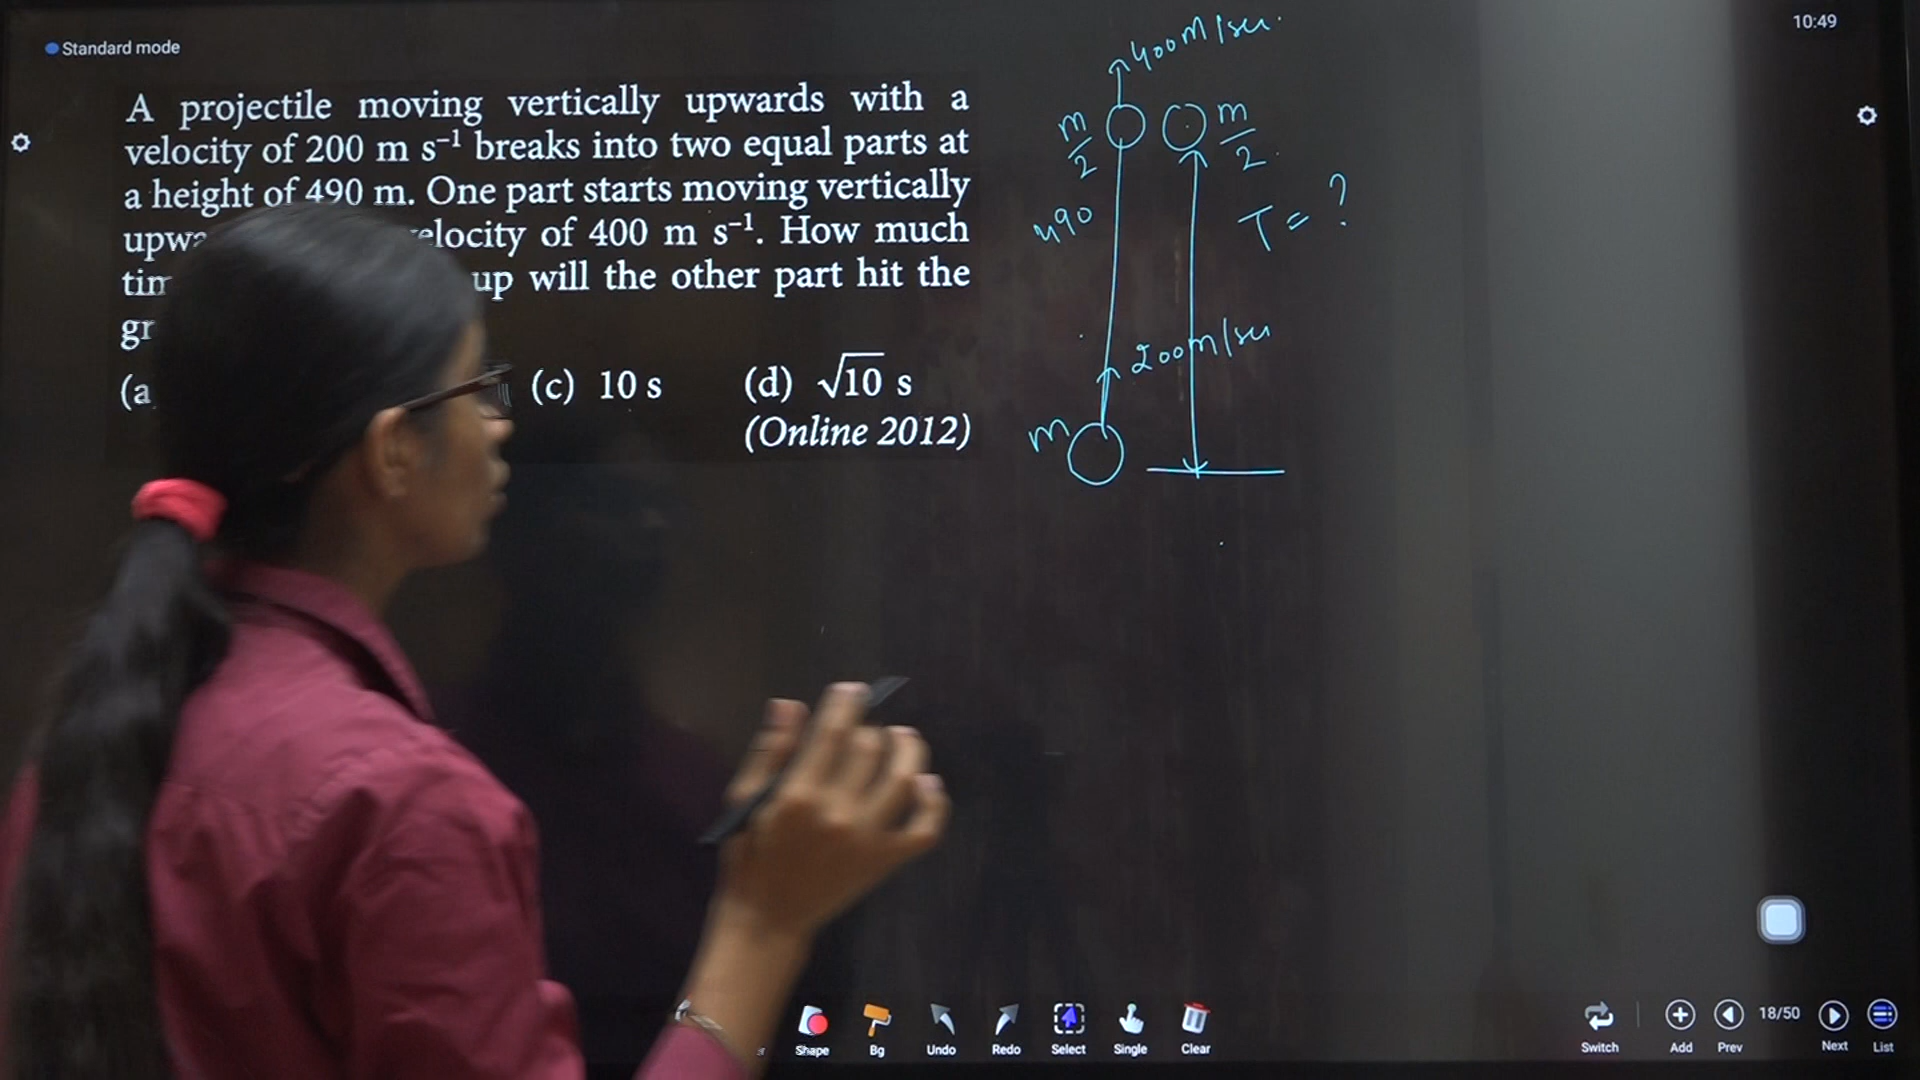 Standard mode
10:49
A projectile moving vertically upwards with a
velocity of 200 m s⁻¹ breaks into two equal parts at
a height of 490 m. One part starts moving vertically
velocity of 400 m s⁻¹. How much
up will the other part hit the
(a
(c) 10 s
(d) √10 s
(Online 2012)
400m/sec.
m/2
m/2
490
T = ?
200m/sec
m
Shape
Bg
Undo
Redo
Select
Single
Clear
Switch
Add
Prev
18/50
Next
List